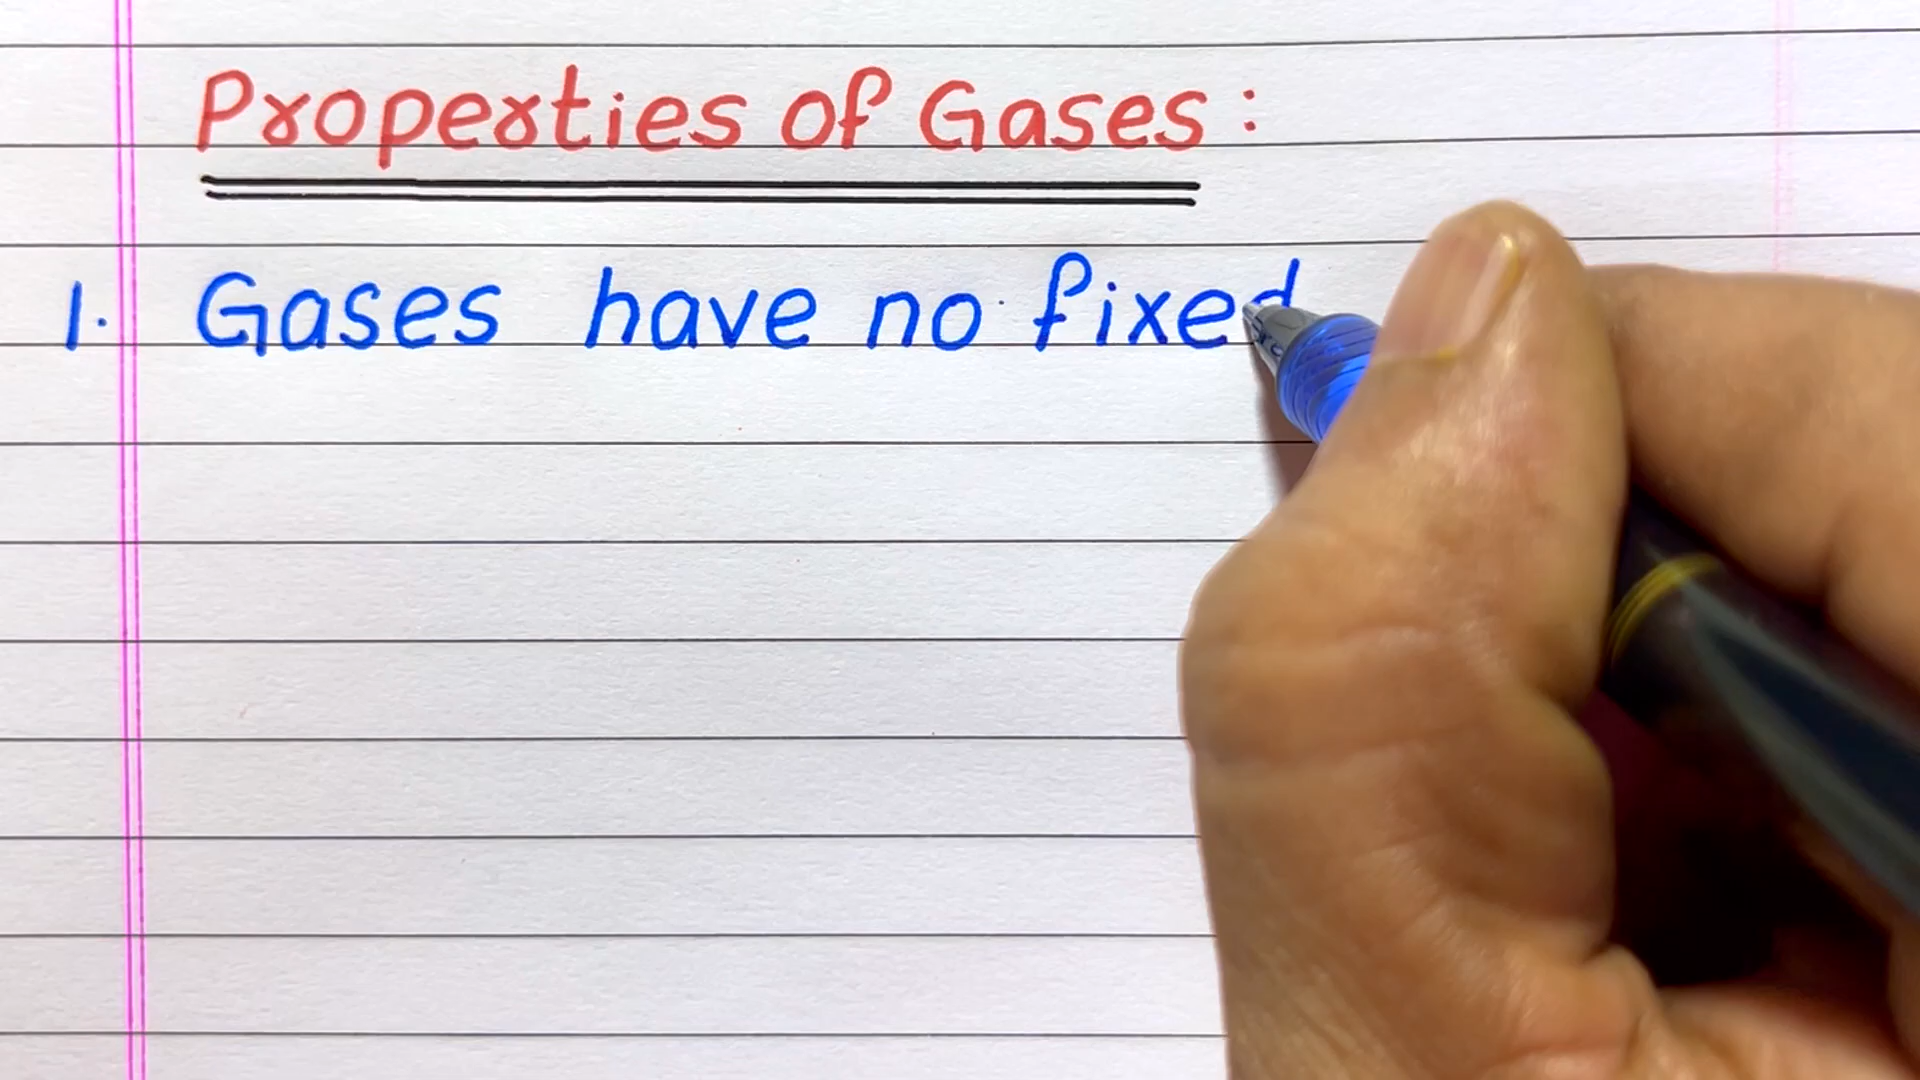 Properties of Gases :
1. Gases have no fixed